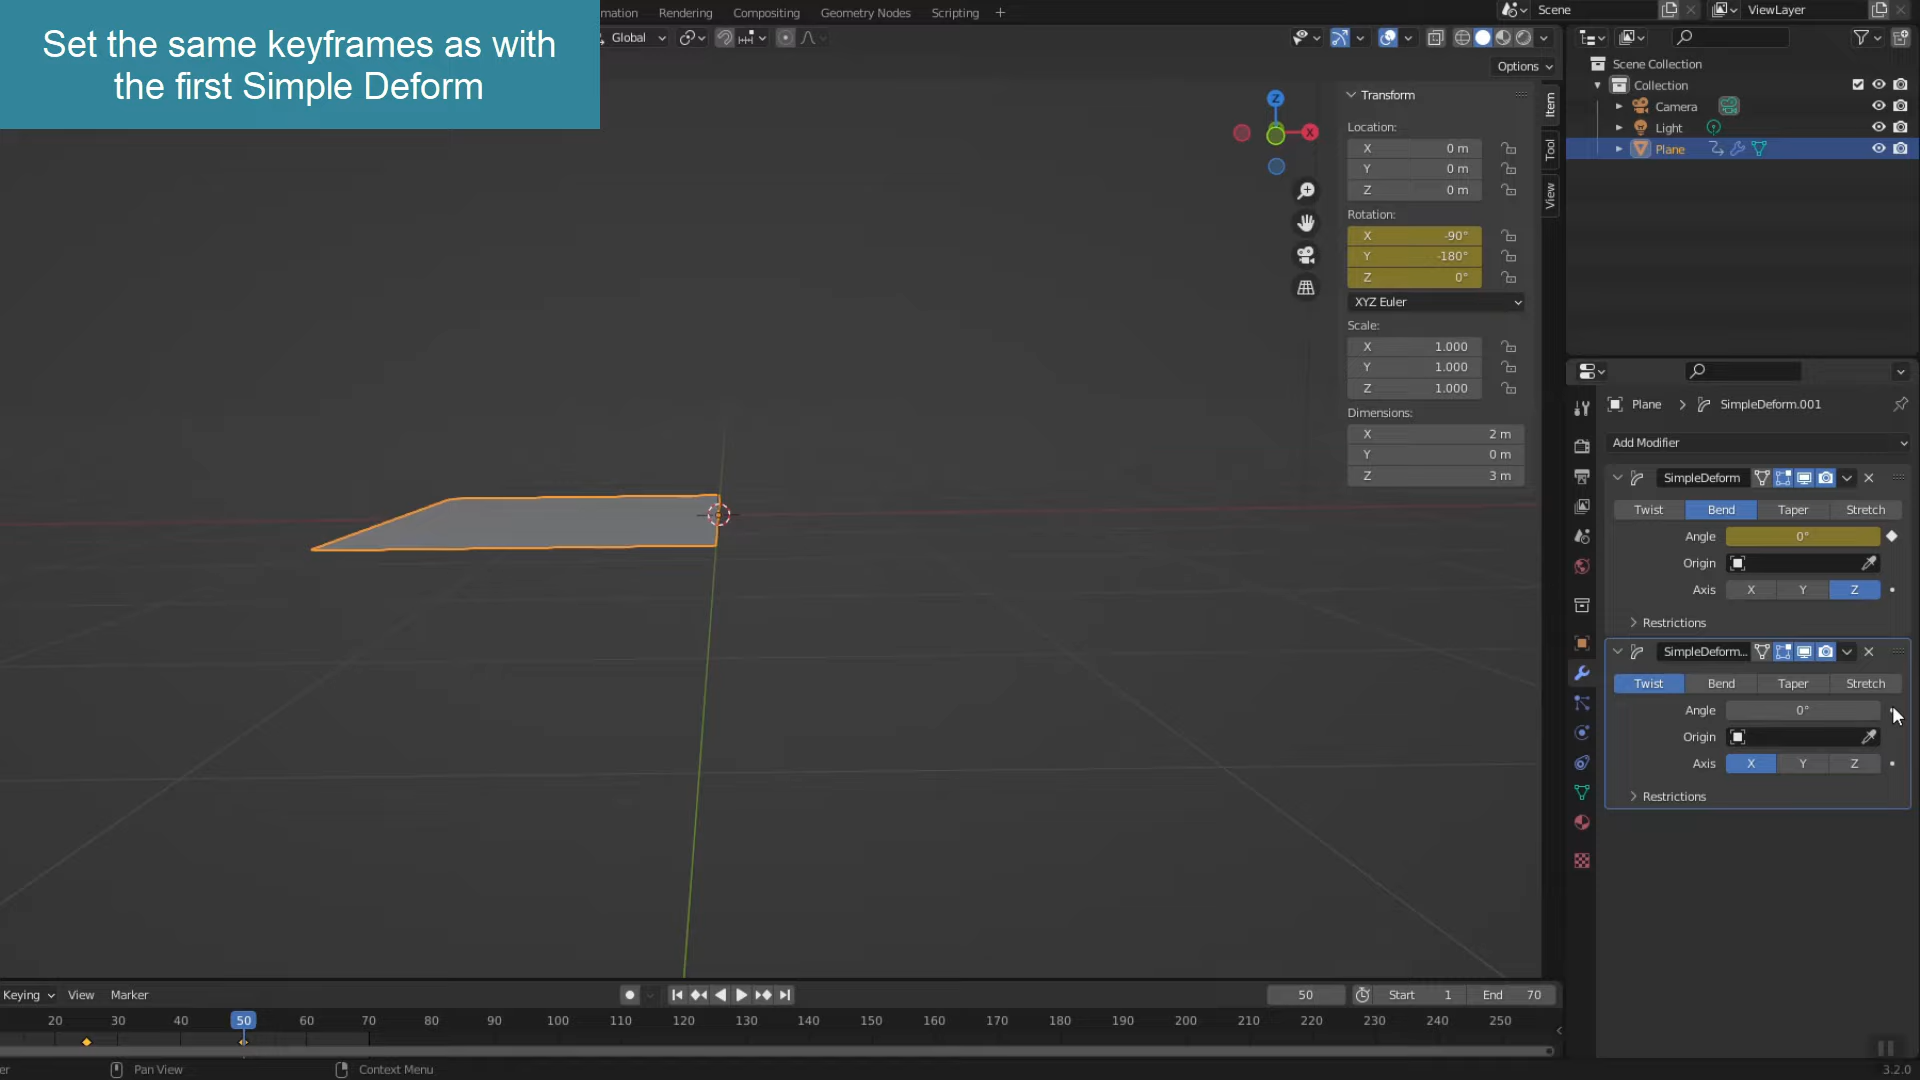 Set the same keyframes as with
the first Simple Deform
mation Rendering Compositing Geometry Nodes Scripting +
Scene ViewLayer
Global
Options
Scene Collection
Collection
Camera
Light
Plane
Transform
Location:
X 0 m
Y 0 m
Z 0 m
Rotation:
X -90°
Y -180°
Z 0°
XYZ Euler
Scale:
X 1.000
Y 1.000
Z 1.000
Dimensions:
X 2 m
Y 0 m
Z 3 m
Item
Tool
View
Z
X
Plane > SimpleDeform.001
Add Modifier
SimpleDeform
Twist Bend Taper Stretch
Angle 0°
Origin
Axis X Y Z
Restrictions
SimpleDeform...
Twist Bend Taper Stretch
Angle 0°
Origin
Axis X Y Z
Restrictions
Keying View Marker
50 Start 1 End 70
20 30 40 50 60 70 80 90 100 110 120 130 140 150 160 170 180 190 200 210 220 230 240 250
er Pan View Context Menu
3.2.0